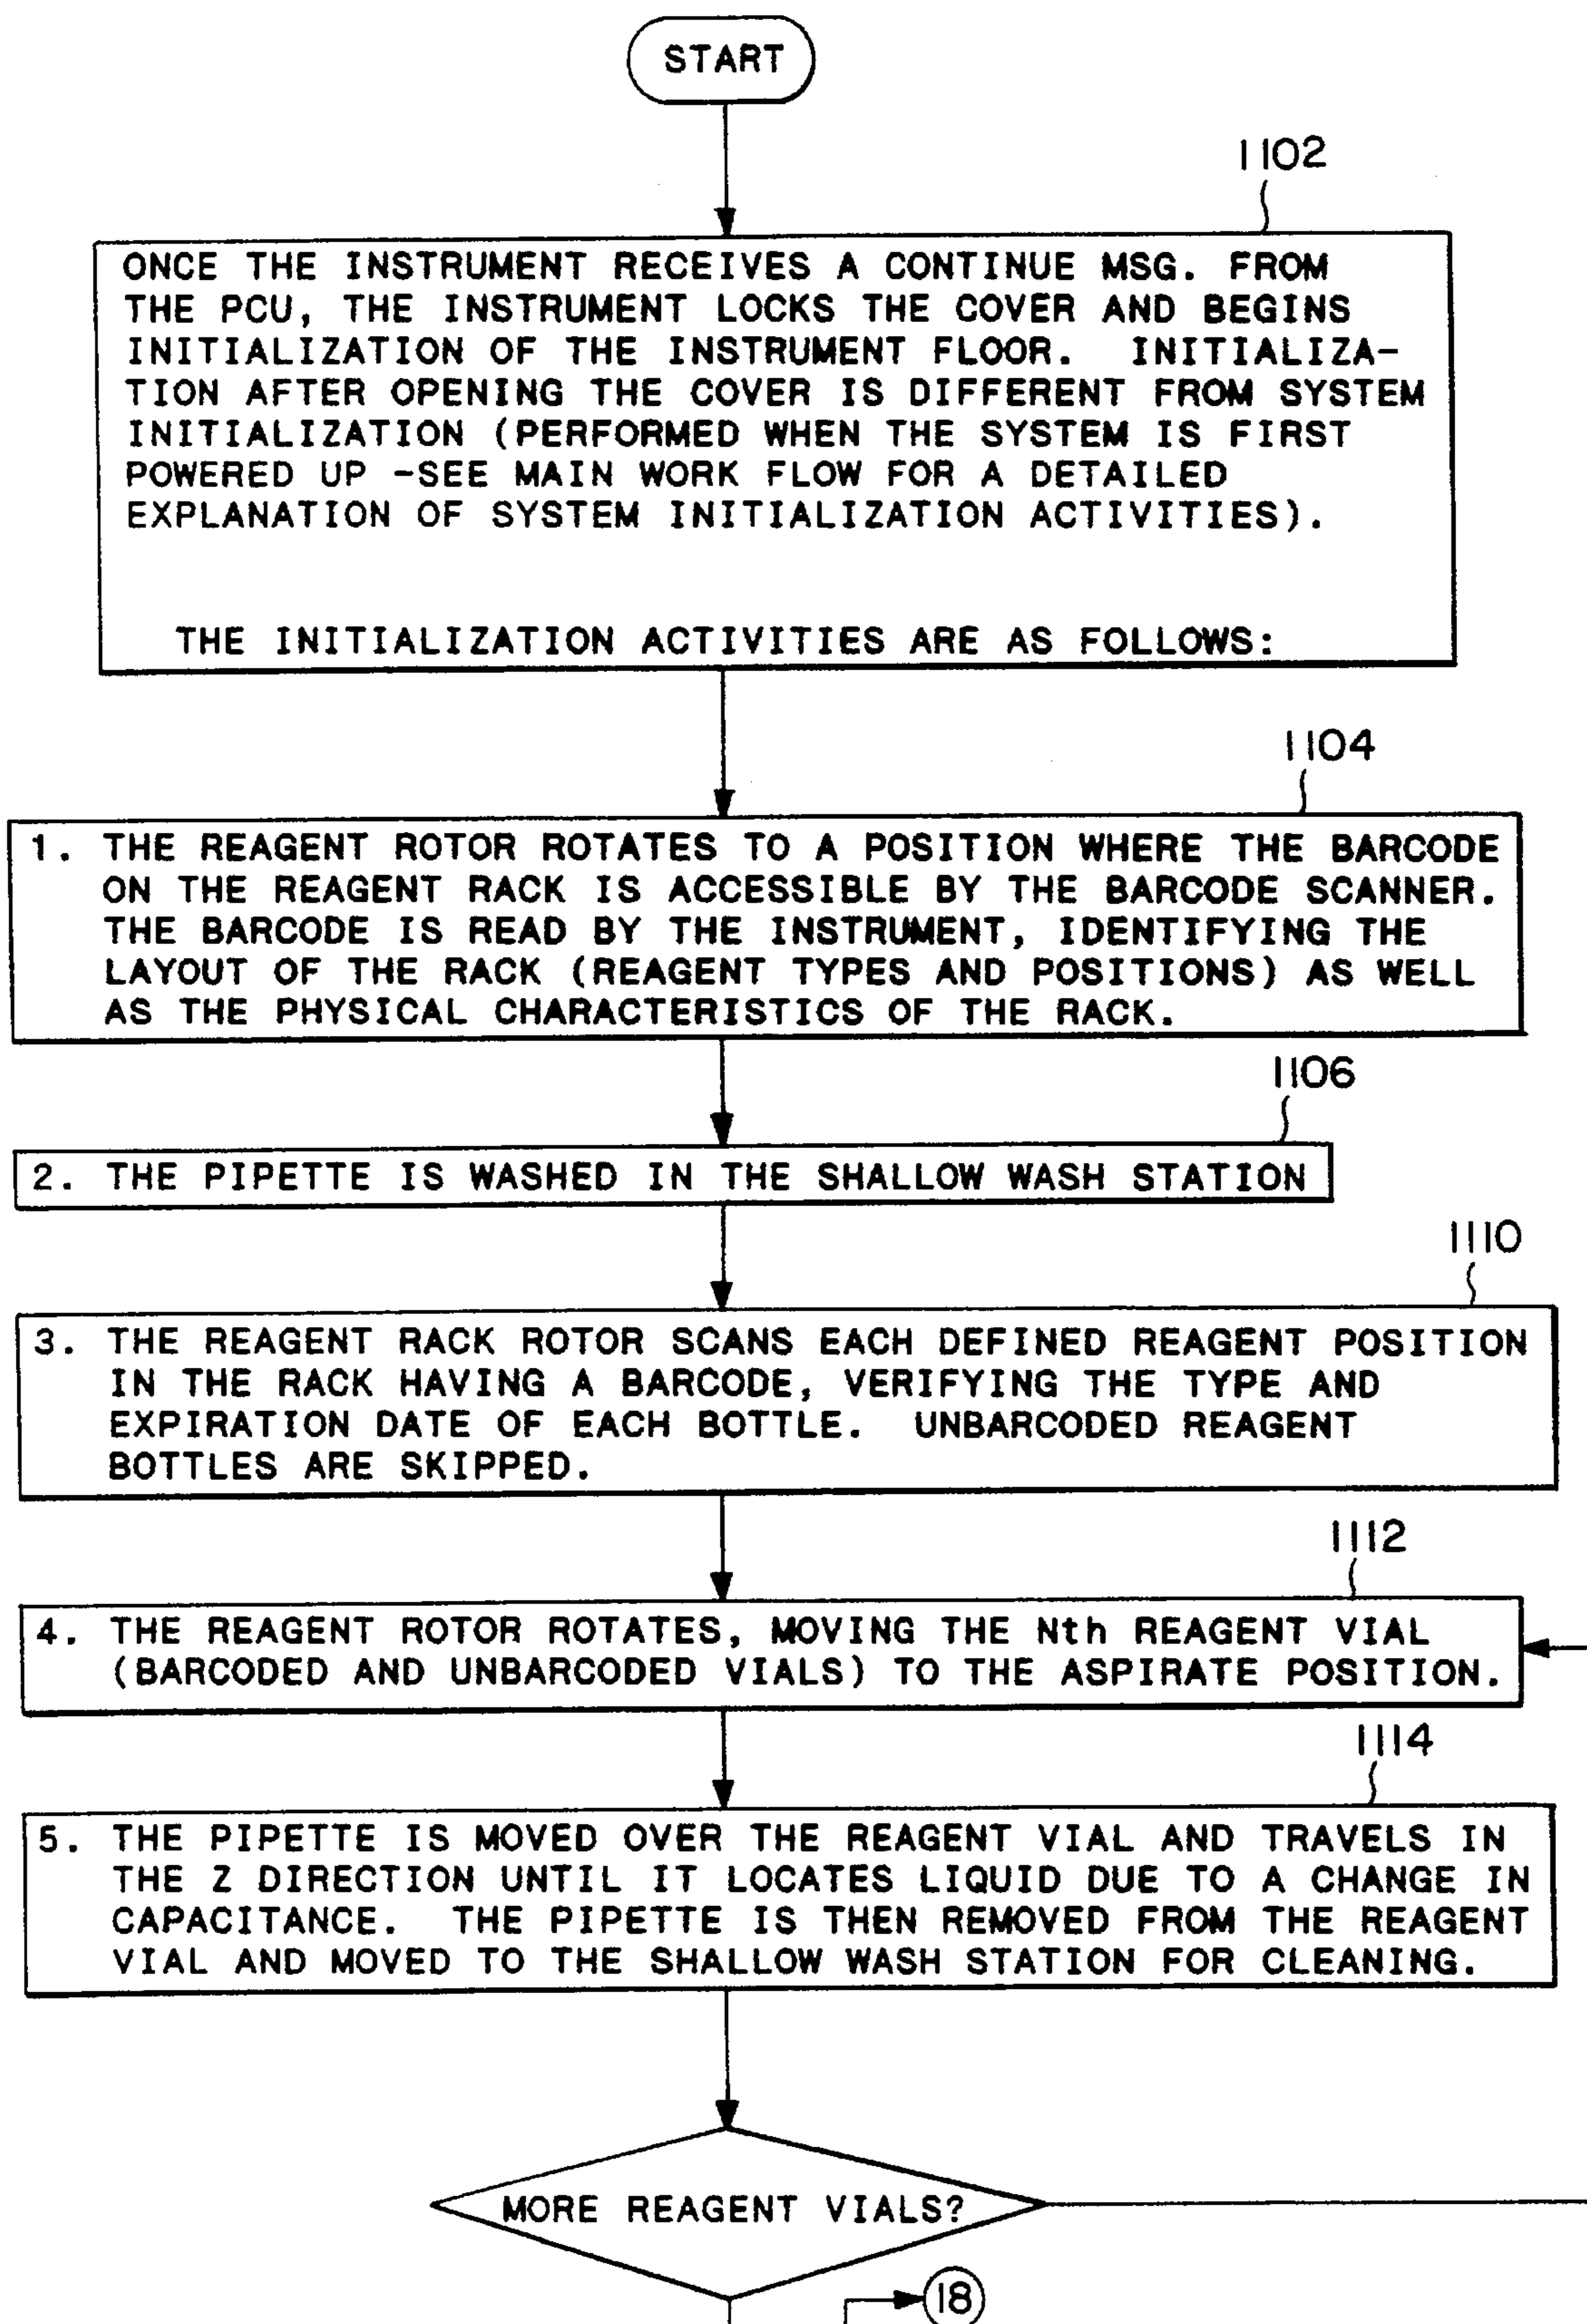 START
1102
ONCE THE INSTRUMENT RECEIVES A CONTINUE MSG. FROM
THE PCU, THE INSTRUMENT LOCKS THE COVER AND BEGINS
INITIALIZATION OF THE INSTRUMENT FLOOR. INITIALIZA-
TION AFTER OPENING THE COVER IS DIFFERENT FROM SYSTEM
INITIALIZATION (PERFORMED WHEN THE SYSTEM IS FIRST
POWERED UP -SEE MAIN WORK FLOW FOR A DETAILED
EXPLANATION OF SYSTEM INITIALIZATION ACTIVITIES).
THE INITIALIZATION ACTIVITIES ARE AS FOLLOWS:
1104
1. THE REAGENT ROTOR ROTATES TO A POSITION WHERE THE BARCODE
ON THE REAGENT RACK IS ACCESSIBLE BY THE BARCODE SCANNER.
THE BARCODE IS READ BY THE INSTRUMENT, IDENTIFYING THE
LAYOUT OF THE RACK (REAGENT TYPES AND POSITIONS) AS WELL
AS THE PHYSICAL CHARACTERISTICS OF THE RACK.
1106
2. THE PIPETTE IS WASHED IN THE SHALLOW WASH STATION
1110
3. THE REAGENT RACK ROTOR SCANS EACH DEFINED REAGENT POSITION
IN THE RACK HAVING A BARCODE, VERIFYING THE TYPE AND
EXPIRATION DATE OF EACH BOTTLE. UNBARCODED REAGENT
BOTTLES ARE SKIPPED.
1112
4. THE REAGENT ROTOR ROTATES, MOVING THE Nth REAGENT VIAL
(BARCODED AND UNBARCODED VIALS) TO THE ASPIRATE POSITION.
1114
5. THE PIPETTE IS MOVED OVER THE REAGENT VIAL AND TRAVELS IN
THE Z DIRECTION UNTIL IT LOCATES LIQUID DUE TO A CHANGE IN
CAPACITANCE. THE PIPETTE IS THEN REMOVED FROM THE REAGENT
VIAL AND MOVED TO THE SHALLOW WASH STATION FOR CLEANING.
MORE REAGENT VIALS?
18